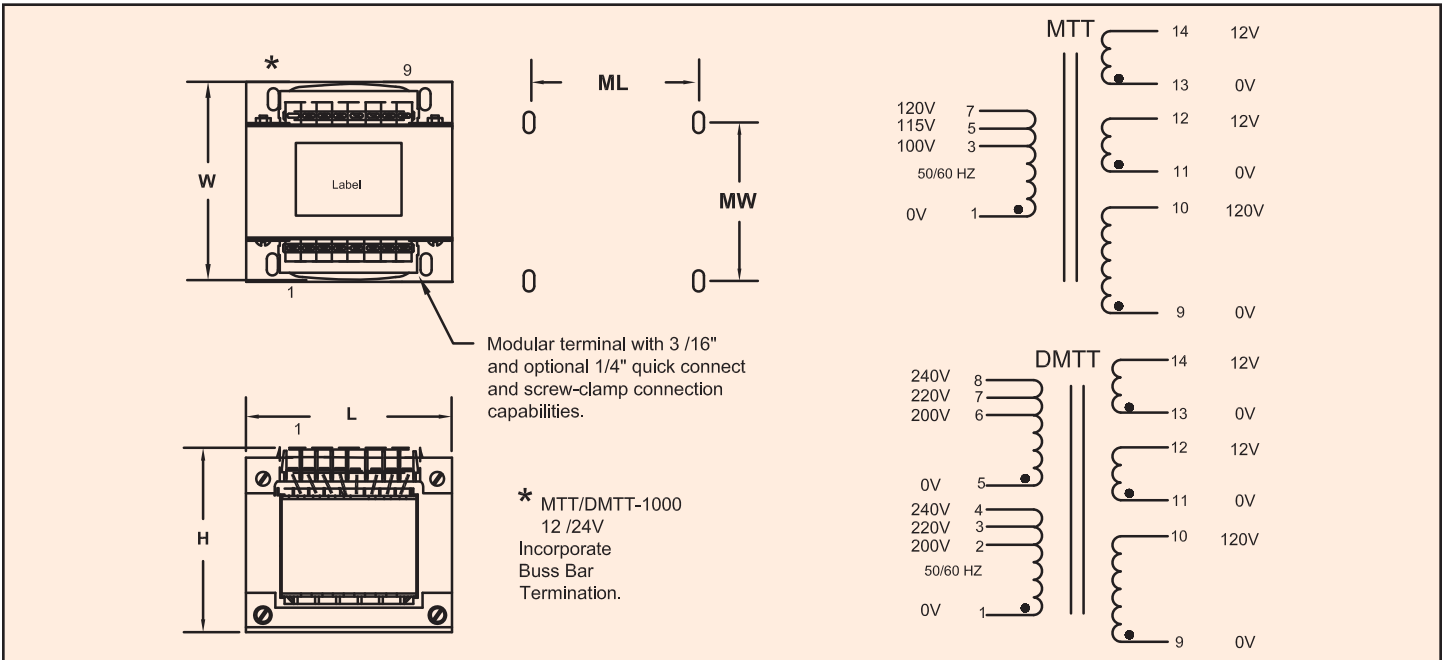 *
9
W
Label
1
ML
MW
Modular terminal with 3 /16"
and optional 1/4" quick connect
and screw-clamp connection
capabilities.
L
1
H
* MTT/DMTT-1000
12 /24V
Incorporate
Buss Bar
Termination.
MTT
120V 7
115V 5
100V 3
50/60 HZ
0V 1
14 12V
13 0V
12 12V
11 0V
10 120V
9 0V
DMTT
240V 8
220V 7
200V 6
0V 5
240V 4
220V 3
200V 2
50/60 HZ
0V 1
14 12V
13 0V
12 12V
11 0V
10 120V
9 0V